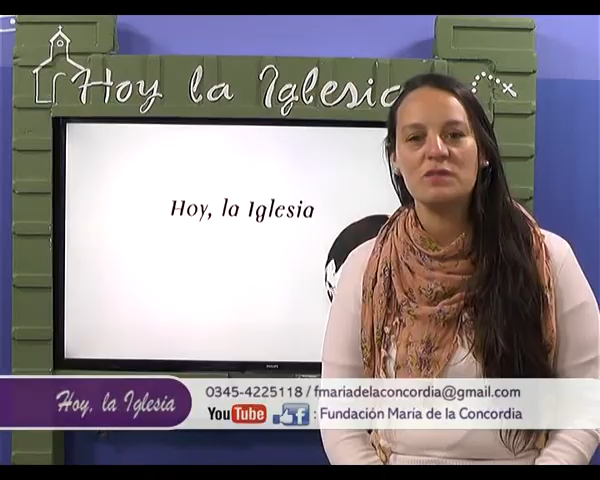 Hoy la Iglesia
Hoy, la Iglesia
PHILIPS
Hoy, la Iglesia
0345-4225118 / fmariadelaconcordia@gmail.com
YouTube f : Fundación María de la Concordia